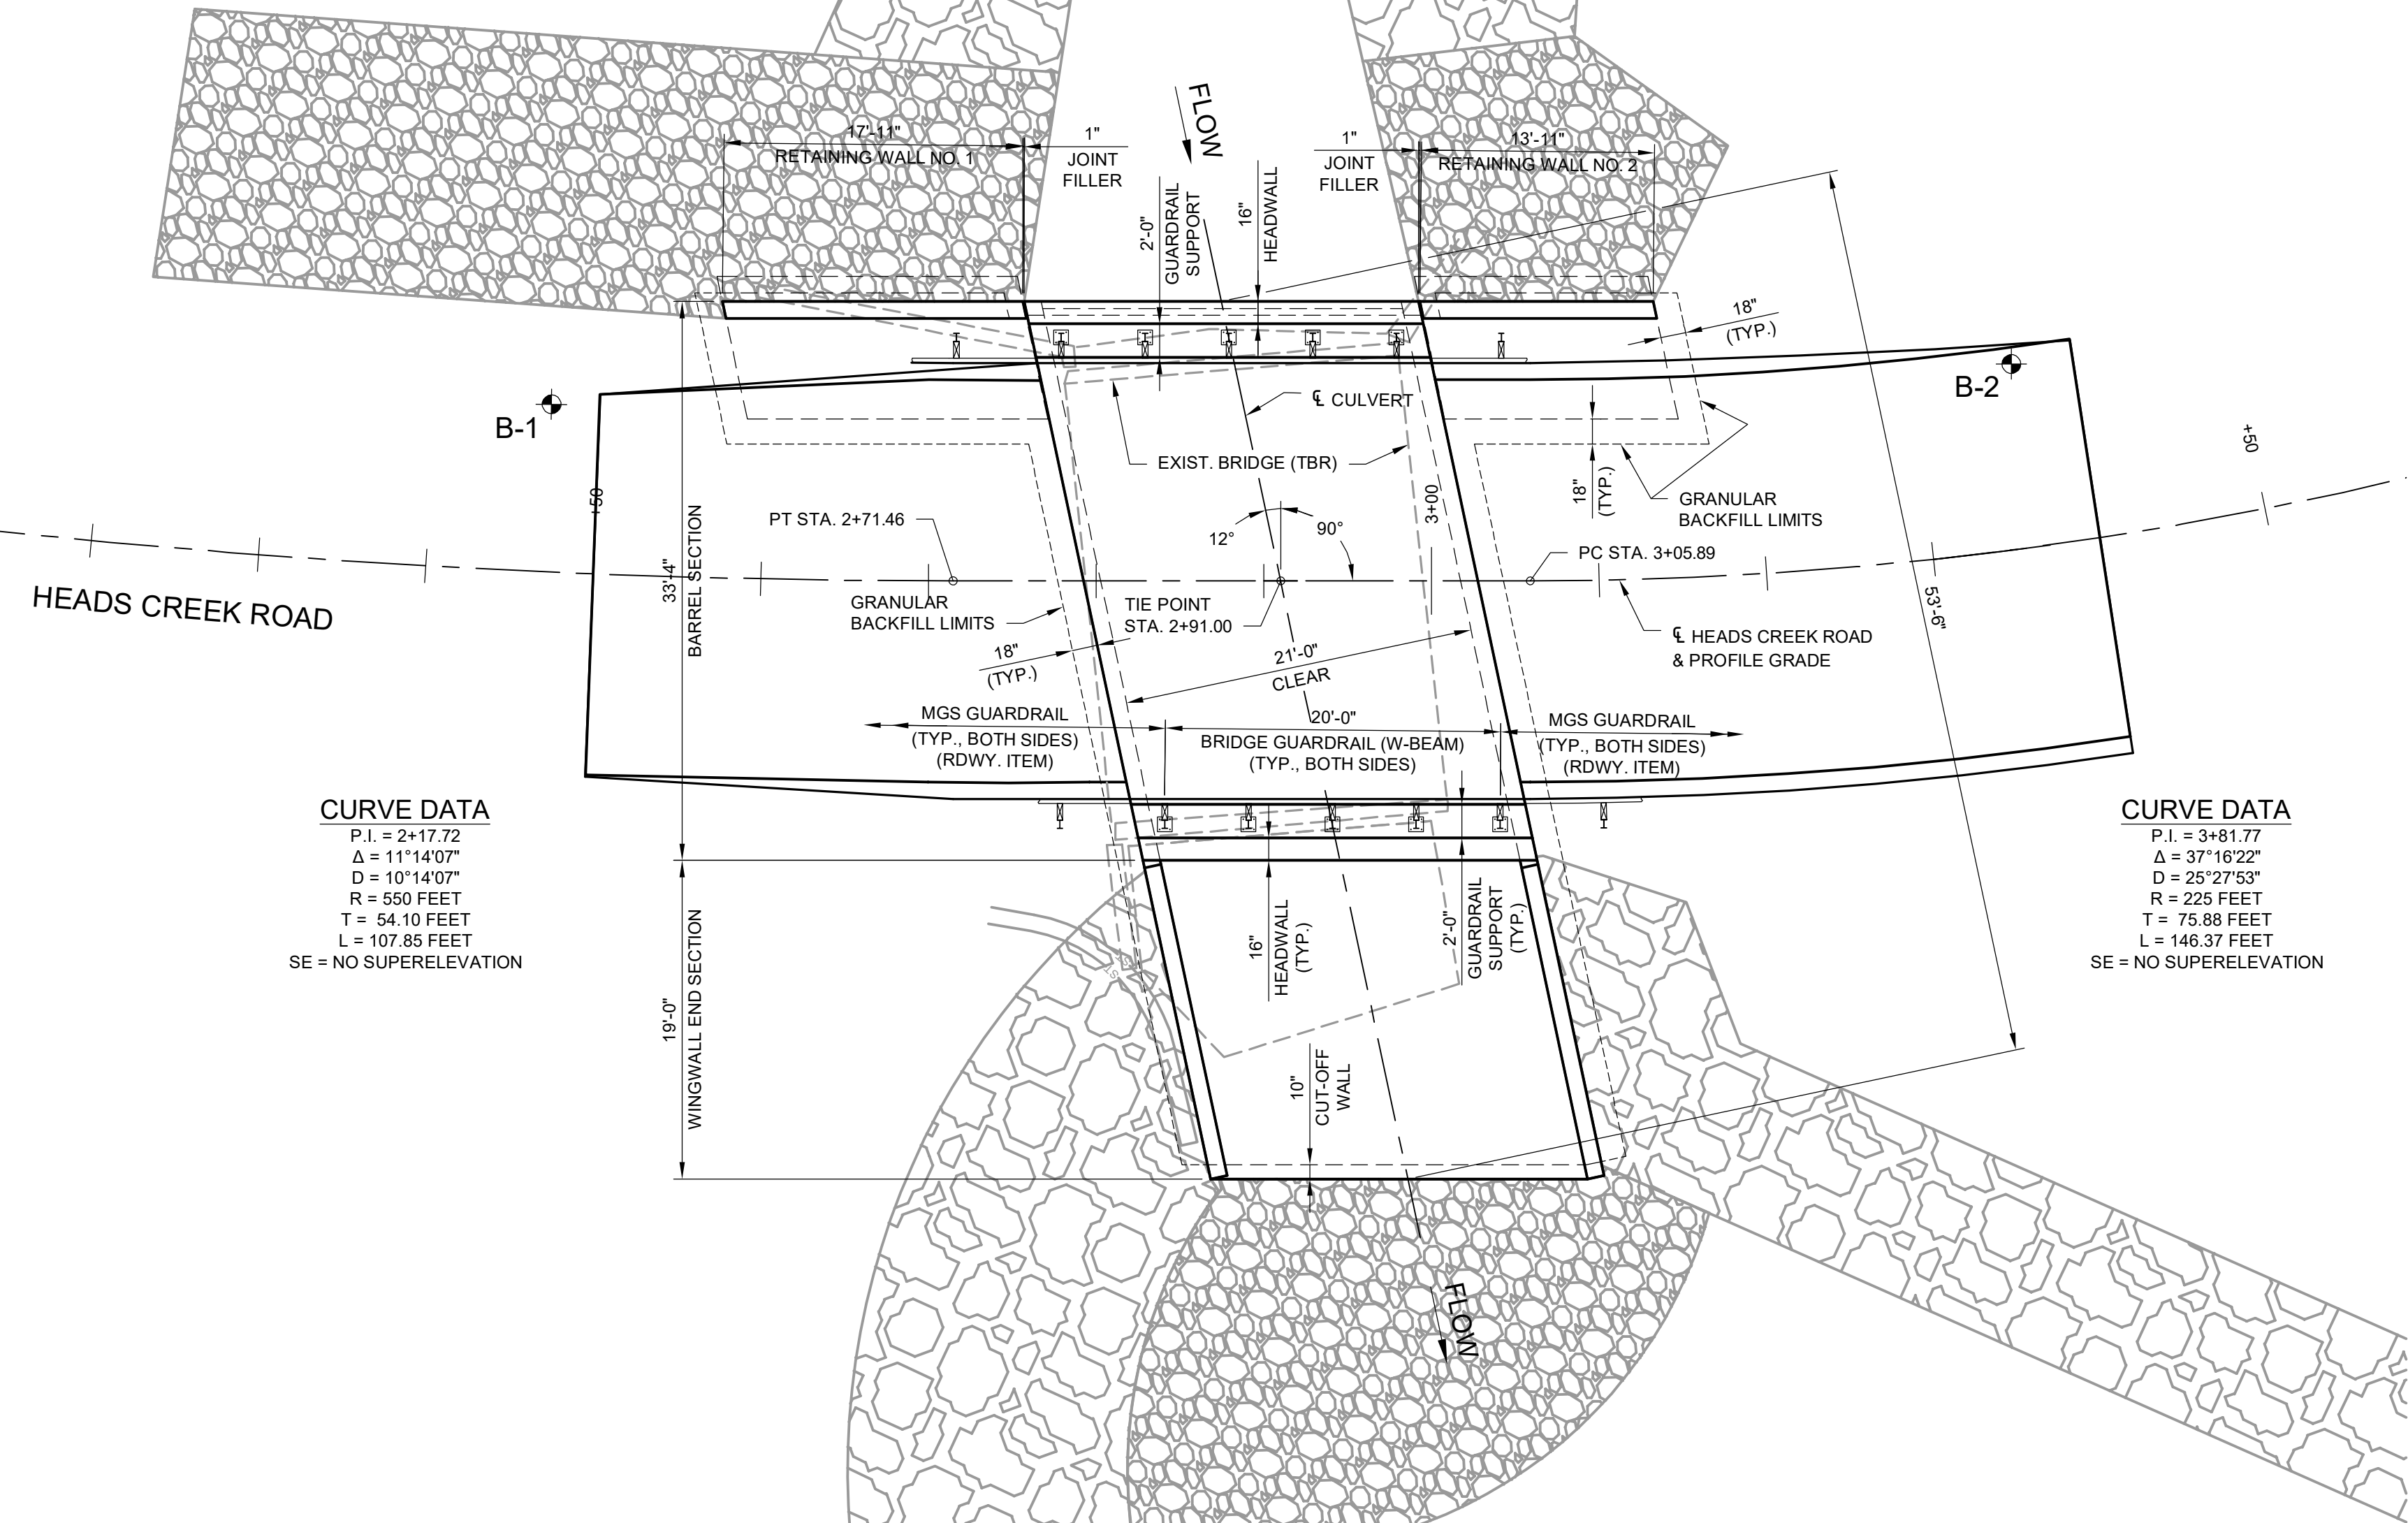 FLOW
17'-11"
RETAINING WALL NO. 1
1"
JOINT
FILLER
2'-0"
GUARDRAIL
SUPPORT
16"
HEADWALL
1"
JOINT
FILLER
13'-11"
RETAINING WALL NO. 2
18"
(TYP.)
B-1
B-2
℄ CULVERT
EXIST. BRIDGE (TBR)
+50
+50
3+00
18"
(TYP.)
GRANULAR
BACKFILL LIMITS
PT STA. 2+71.46
12°
90°
PC STA. 3+05.89
HEADS CREEK ROAD
33'-4"
BARREL SECTION
GRANULAR
BACKFILL LIMITS
TIE POINT
STA. 2+91.00
℄ HEADS CREEK ROAD
& PROFILE GRADE
53'-6"
18"
(TYP.)
21'-0"
CLEAR
MGS GUARDRAIL
(TYP., BOTH SIDES)
(RDWY. ITEM)
20'-0"
BRIDGE GUARDRAIL (W-BEAM)
(TYP., BOTH SIDES)
MGS GUARDRAIL
(TYP., BOTH SIDES)
(RDWY. ITEM)
CURVE DATA
P.I. = 2+17.72
Δ = 11°14'07"
D = 10°14'07"
R = 550 FEET
T = 54.10 FEET
L = 107.85 FEET
SE = NO SUPERELEVATION
CURVE DATA
P.I. = 3+81.77
Δ = 37°16'22"
D = 25°27'53"
R = 225 FEET
T = 75.88 FEET
L = 146.37 FEET
SE = NO SUPERELEVATION
19'-0"
WINGWALL END SECTION
16"
HEADWALL
(TYP.)
2'-0"
GUARDRAIL
SUPPORT
(TYP.)
ST
10"
CUT-OFF
WALL
FLOW